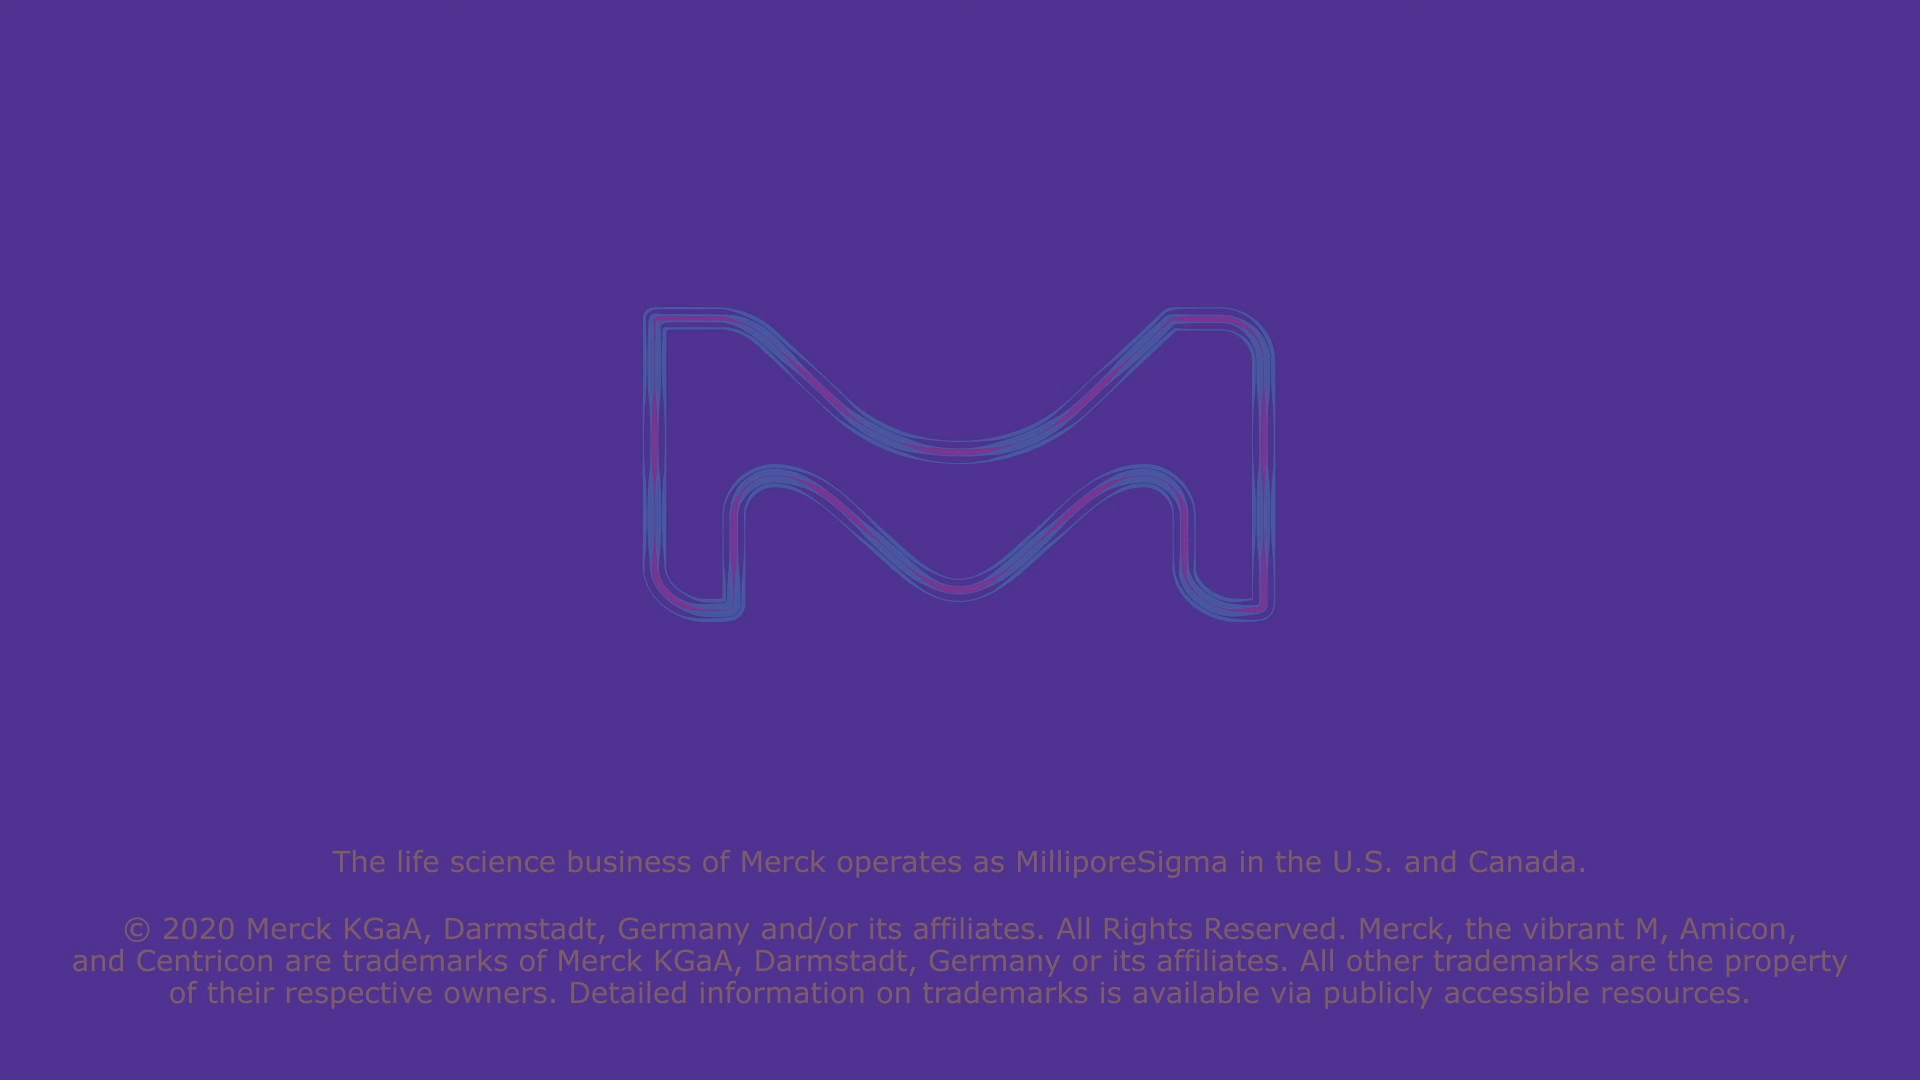 The life science business of Merck operates as MilliporeSigma in the U.S. and Canada.
© 2020 Merck KGaA, Darmstadt, Germany and/or its affiliates. All Rights Reserved. Merck, the vibrant M, Amicon,
and Centricon are trademarks of Merck KGaA, Darmstadt, Germany or its affiliates. All other trademarks are the property
of their respective owners. Detailed information on trademarks is available via publicly accessible resources.